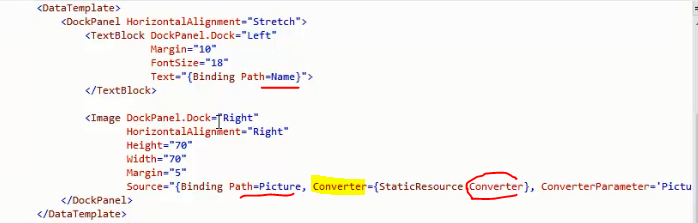 <DataTemplate>
<DockPanel HorizontalAlignment="Stretch">
<TextBlock DockPanel.Dock="Left"
Margin="10"
FontSize="18"
Text="{Binding Path=Name}">
</TextBlock>
<Image DockPanel.Dock="Right"
HorizontalAlignment="Right"
Height="70"
Width="70"
Margin="5"
Source="{Binding Path=Picture, Converter={StaticResource Converter}, ConverterParameter='Pictu
</DockPanel>
</DataTemplate>